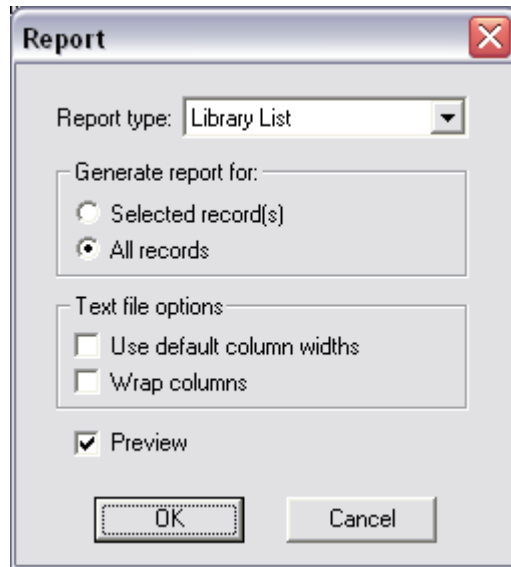 Report
Report type: Library List
Generate report for:
Selected record(s)
All records
Text file options
Use default column widths
Wrap columns
Preview
OK Cancel